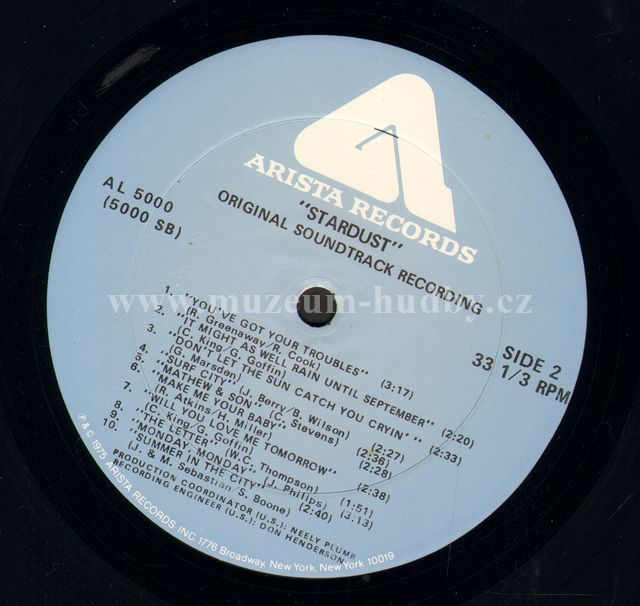 ARISTA RECORDS
"STARDUST"
ORIGINAL SOUNDTRACK RECORDING
AL 5000
(5000 SB)
SIDE 2
33 1/3 RPM
1. "YOU'VE GOT YOUR TROUBLES"
(R. Greenaway/R. Cook) (3:17)
2. "IT MIGHT AS WELL RAIN UNTIL SEPTEMBER"
(C. King/G. Goffin) (2:20)
3. "DON'T LET THE SUN CATCH YOU CRYIN'"
(G. Marsden) (2:33)
4. "SURF CITY" (J. Berry/B. Wilson) (2:27)
5. "MATHEW & SON" (C. Stevens)
6. "MAKE ME YOUR BABY"
(R. Atkins/H. Miller) (2:28)
7. "WILL YOU LOVE ME TOMORROW"
(C. King/G. Goffin) (2:38)
8. "THE LETTER" (W.C. Thompson) (1:51)
9. "MONDAY, MONDAY" (J. Phillips) (3:13)
10. "SUMMER IN THE CITY"
(J. & M. Sebastian/S. Boone) (2:40)
PRODUCTION COORDINATOR (U.S.): NEELY PLUMB
RECORDING ENGINEER (U.S.): DON HENDERSON
℗ & © 1975 ARISTA RECORDS INC 1776 Broadway, New York, New York 10019
www.muzeum-hudby.cz